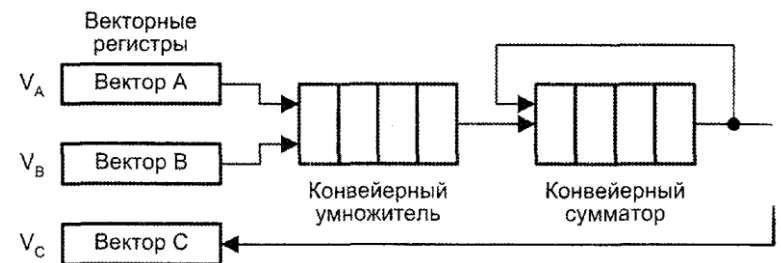 Векторные
регистры
V_A Вектор A
V_B Вектор B
V_C Вектор C
Конвейерный
умножитель
Конвейерный
сумматор